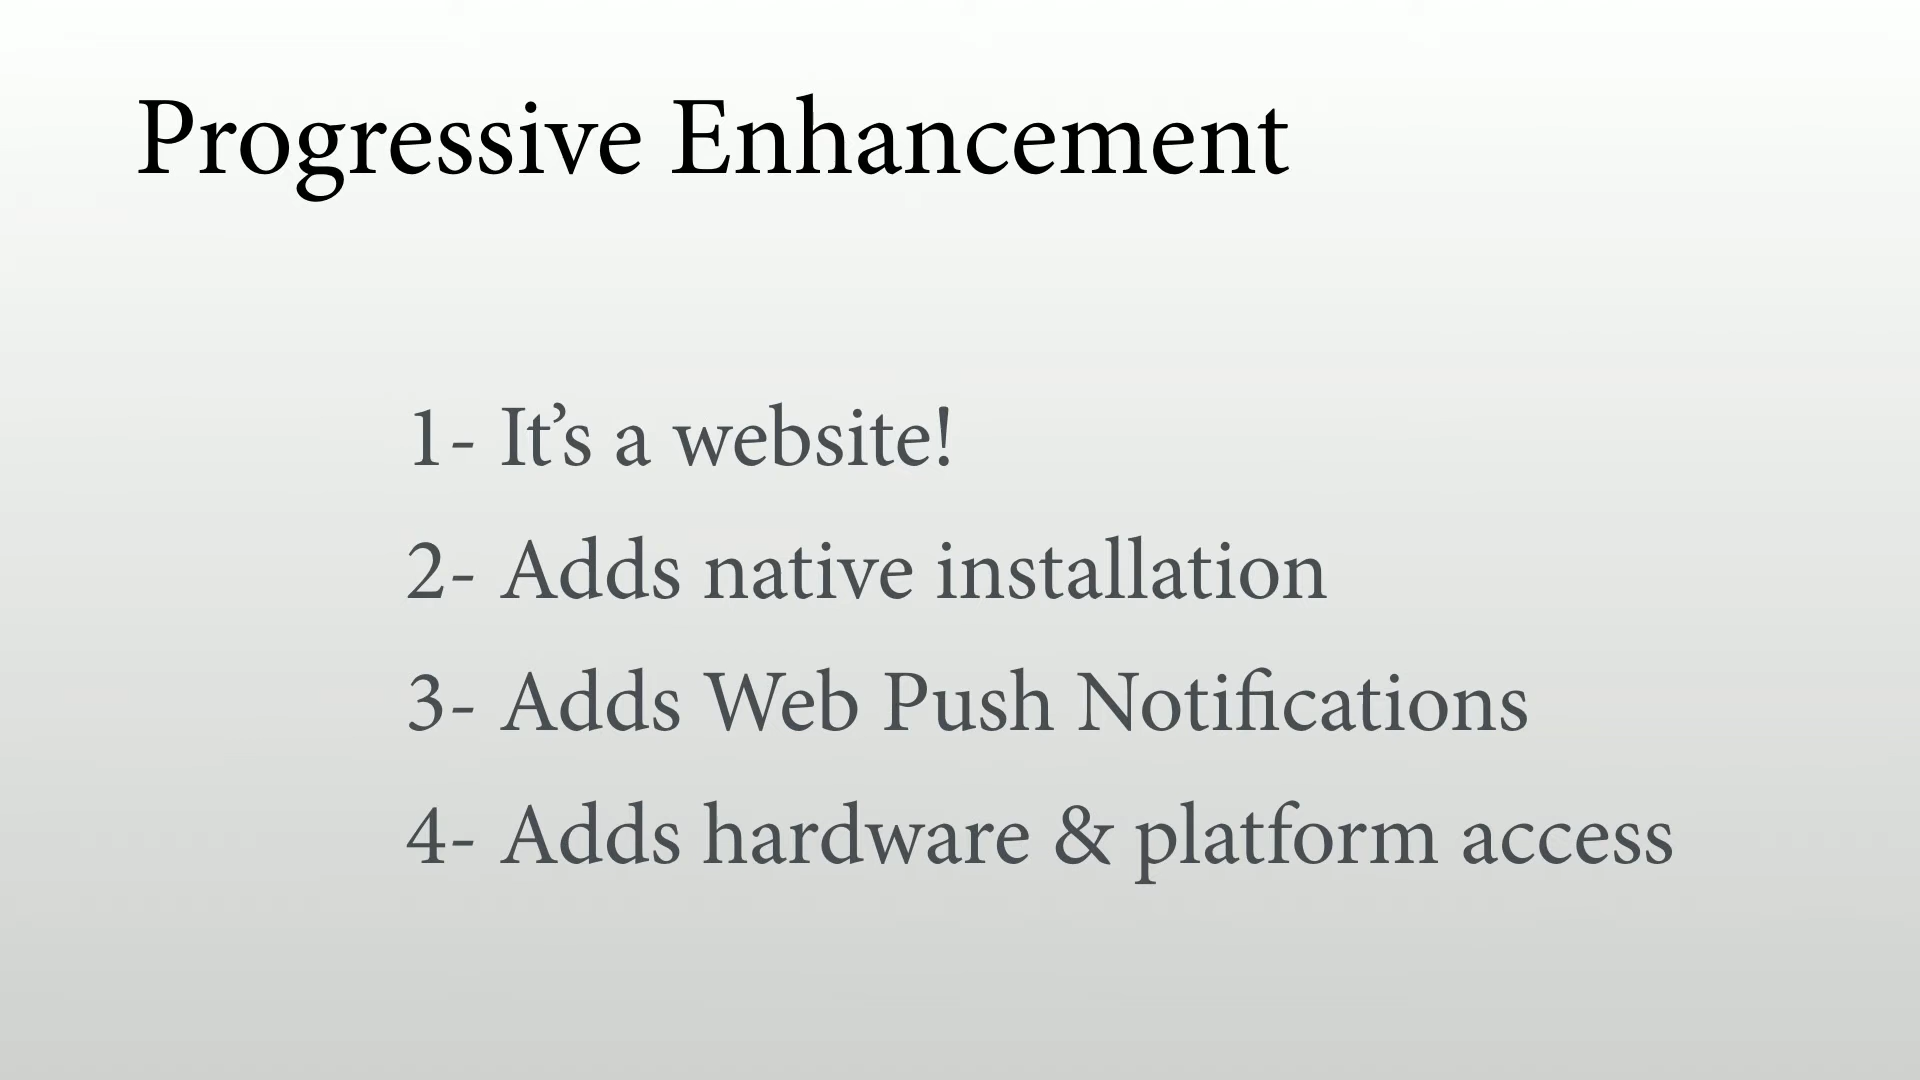 Progressive Enhancement
1- It’s a website!
2- Adds native installation
3- Adds Web Push Notifications
4- Adds hardware & platform access